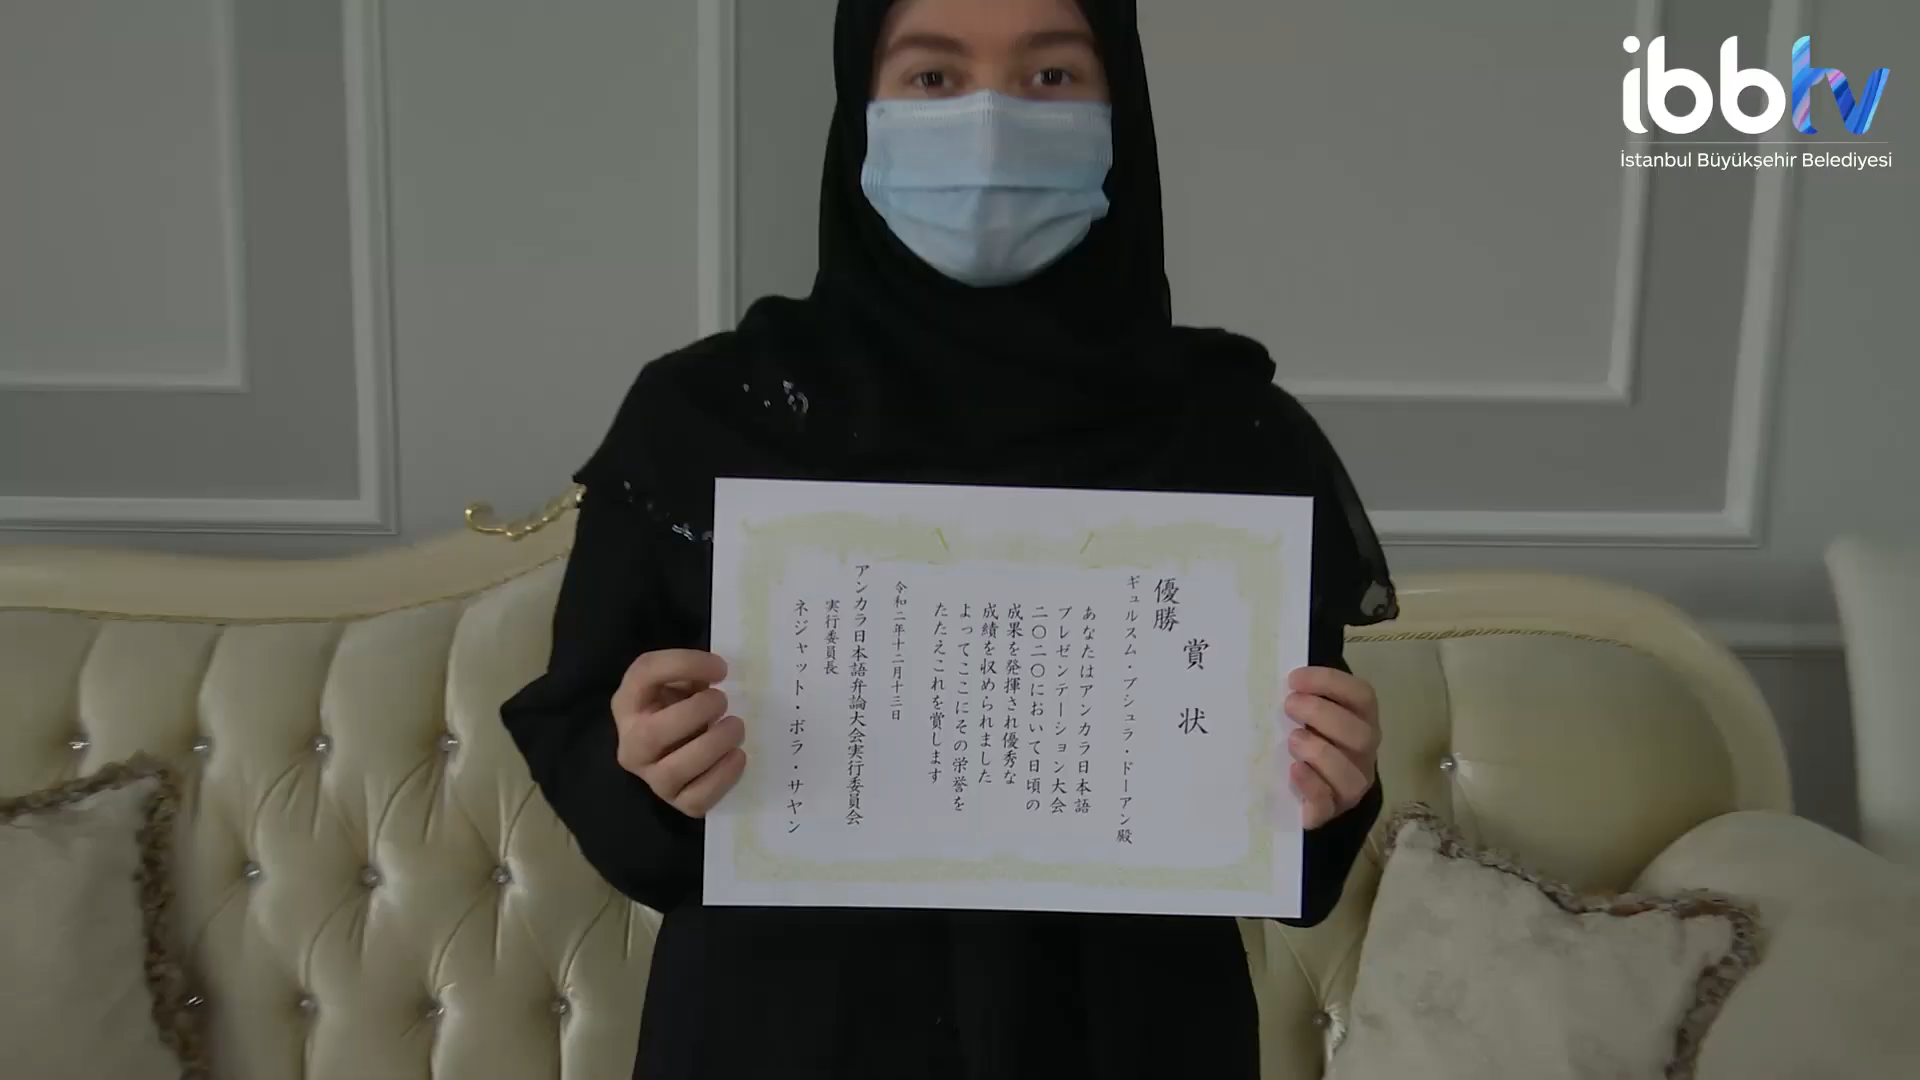 ibb tv
İstanbul Büyükşehir Belediyesi
賞状
優勝
ギュルスム・ブシュラ・ドーアン殿
あなたはアンカラ日本語
プレゼンテーション大会
二〇二〇において日頃の
成果を発揮され優秀な
成績を収められました
よってここにその栄誉を
たたえこれを賞します
令和二年十二月十三日
アンカラ日本語弁論大会実行委員会
実行委員長
ネジャット・ボラ・サヤン